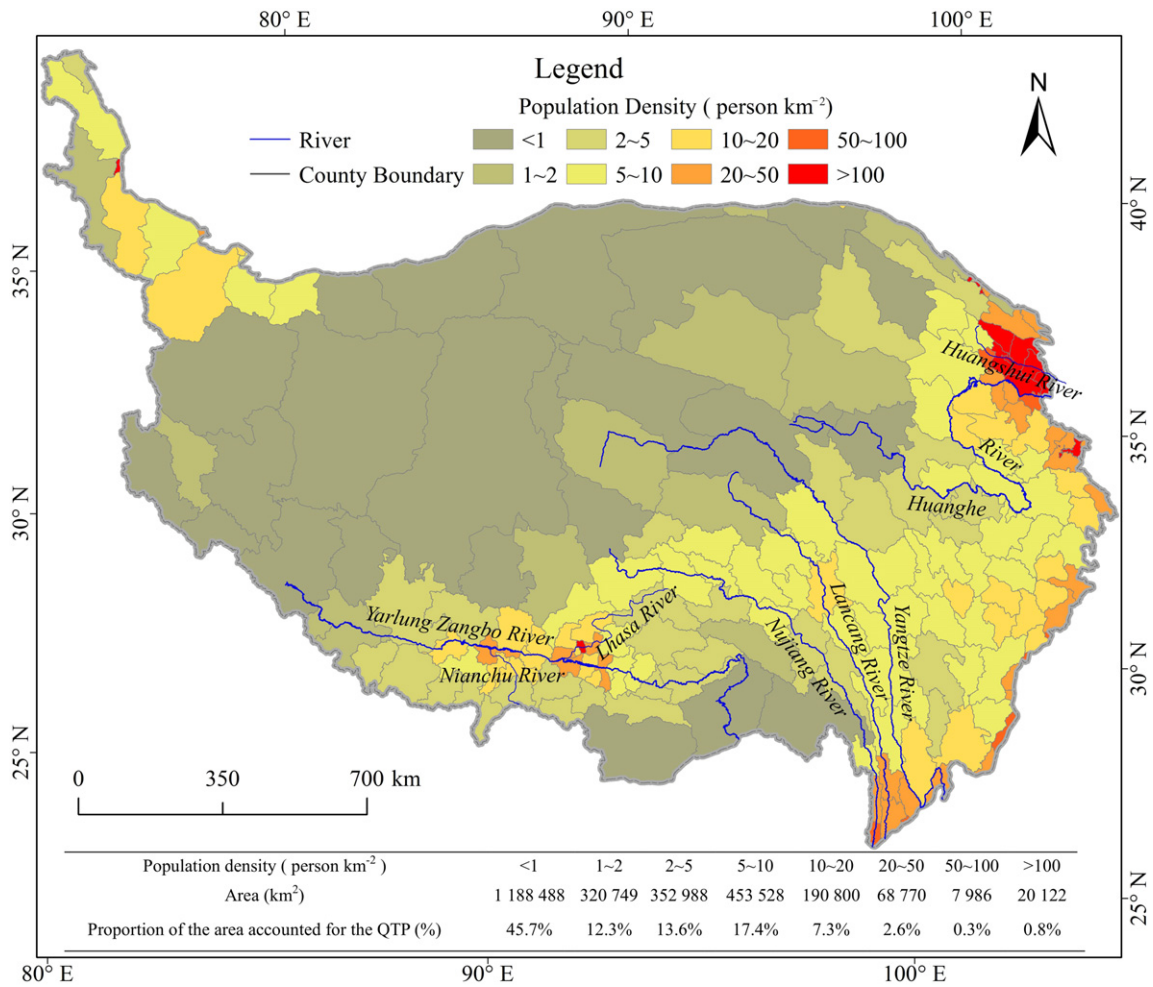 80° E 90° E 100° E
Legend
Population Density ( person km⁻²)
N
River <1 2~5 10~20 50~100
County Boundary 1~2 5~10 20~50 >100
40° N
35° N
Huangshui River
35° N
River
Huanghe
30° N
Yarlung Zangbo River
Lhasa River
Nianchu River
Nujiang River
Lancang River
Yangtze River
30° N
25° N
0 350 700 km
Population density ( person km⁻² ) <1 1~2 2~5 5~10 10~20 20~50 50~100 >100
Area (km²) 1 188 488 320 749 352 988 453 528 190 800 68 770 7 986 20 122
25° N
Proportion of the area accounted for the QTP (%) 45.7% 12.3% 13.6% 17.4% 7.3% 2.6% 0.3% 0.8%
80° E 90° E 100° E